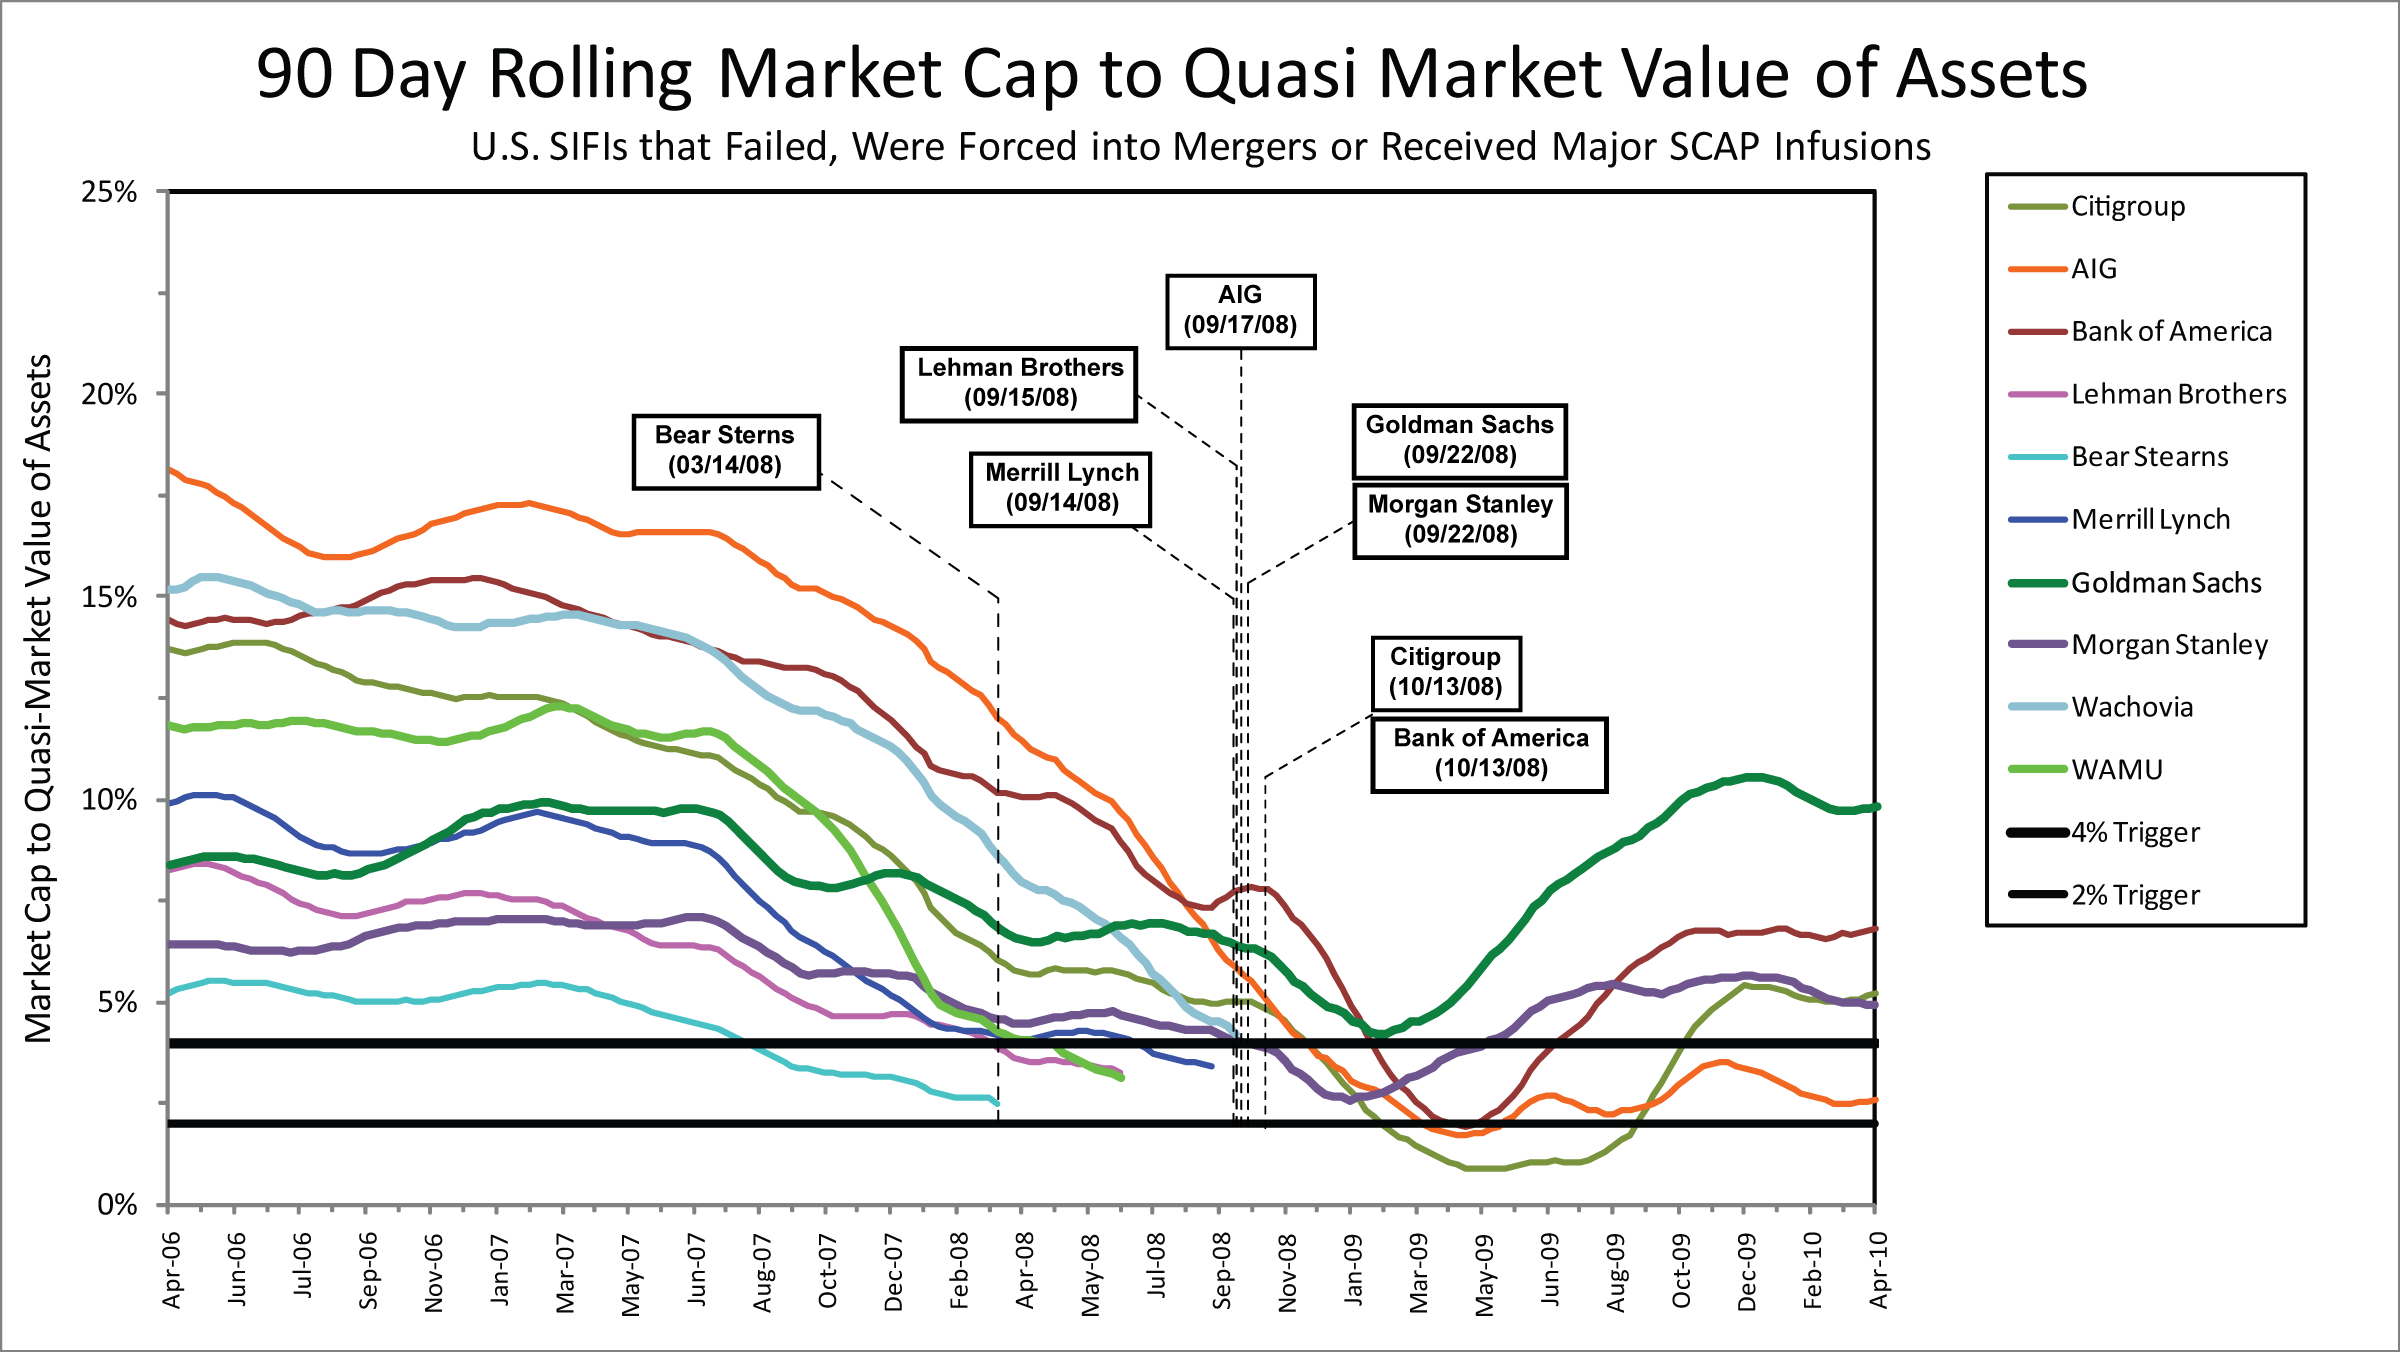 90 Day Rolling Market Cap to Quasi Market Value of Assets
U.S. SIFIs that Failed, Were Forced into Mergers or Received Major SCAP Infusions
Market Cap to Quasi-Market Value of Assets
25%
20%
15%
10%
5%
0%
Bear Sterns
(03/14/08)
Lehman Brothers
(09/15/08)
Merrill Lynch
(09/14/08)
AIG
(09/17/08)
Goldman Sachs
(09/22/08)
Morgan Stanley
(09/22/08)
Citigroup
(10/13/08)
Bank of America
(10/13/08)
Citigroup
AIG
Bank of America
Lehman Brothers
Bear Stearns
Merrill Lynch
Goldman Sachs
Morgan Stanley
Wachovia
WAMU
4% Trigger
2% Trigger
Apr-06
Jun-06
Jul-06
Sep-06
Nov-06
Jan-07
Mar-07
May-07
Jun-07
Aug-07
Oct-07
Dec-07
Feb-08
Apr-08
May-08
Jul-08
Sep-08
Nov-08
Jan-09
Mar-09
May-09
Jun-09
Aug-09
Oct-09
Dec-09
Feb-10
Apr-10